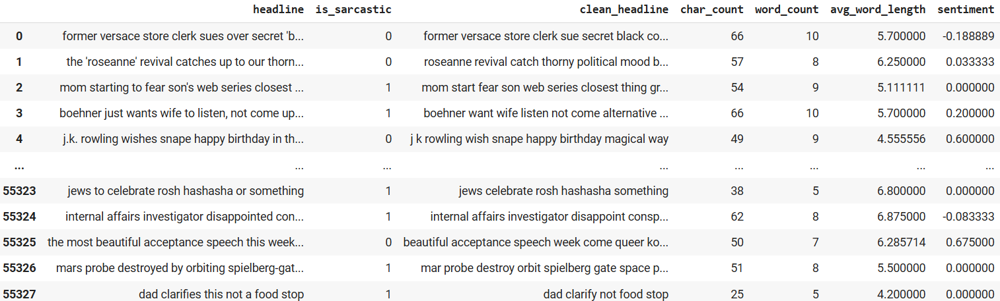 headline is_sarcastic clean_headline char_count word_count avg_word_length sentiment
0 former versace store clerk sues over secret 'b... 0 former versace store clerk sue secret black co... 66 10 5.700000 -0.188889
1 the 'roseanne' revival catches up to our thorn... 0 roseanne revival catch thorny political mood b... 57 8 6.250000 0.033333
2 mom starting to fear son's web series closest ... 1 mom start fear son web series closest thing gr... 54 9 5.111111 0.000000
3 boehner just wants wife to listen, not come up... 1 boehner want wife listen not come alternative ... 66 10 5.700000 0.200000
4 j.k. rowling wishes snape happy birthday in th... 0 j k rowling wish snape happy birthday magical way 49 9 4.555556 0.600000
... ... ... ... ... ... ... ...
55323 jews to celebrate rosh hashasha or something 1 jews celebrate rosh hashasha something 38 5 6.800000 0.000000
55324 internal affairs investigator disappointed con... 1 internal affairs investigator disappoint consp... 62 8 6.875000 -0.083333
55325 the most beautiful acceptance speech this week... 0 beautiful acceptance speech week come queer ko... 50 7 6.285714 0.675000
55326 mars probe destroyed by orbiting spielberg-gat... 1 mar probe destroy orbit spielberg gate space p... 51 8 5.500000 0.000000
55327 dad clarifies this not a food stop 1 dad clarify not food stop 25 5 4.200000 0.000000